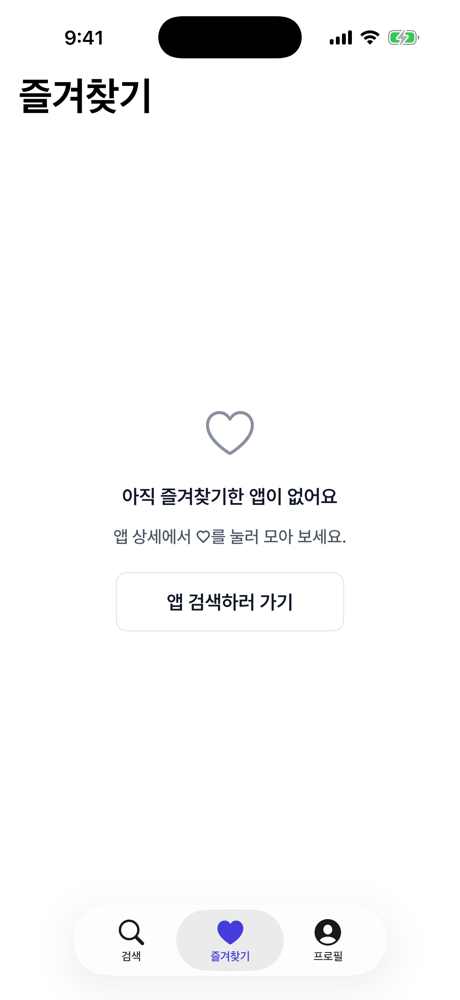 9:41
즐겨찾기
아직 즐겨찾기한 앱이 없어요
앱 상세에서 ♡를 눌러 모아 보세요.
앱 검색하러 가기
검색
즐겨찾기
프로필